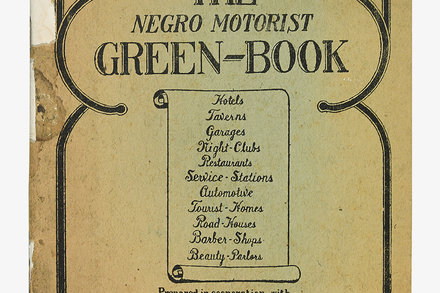 THE
NEGRO MOTORIST
GREEN-BOOK
Hotels
Taverns
Garages
Night-Clubs
Restaurants
Service-Stations
Automotive
Tourist-Homes
Road-Houses
Barber-Shops
Beauty-Parlors
Prepared in cooperation with